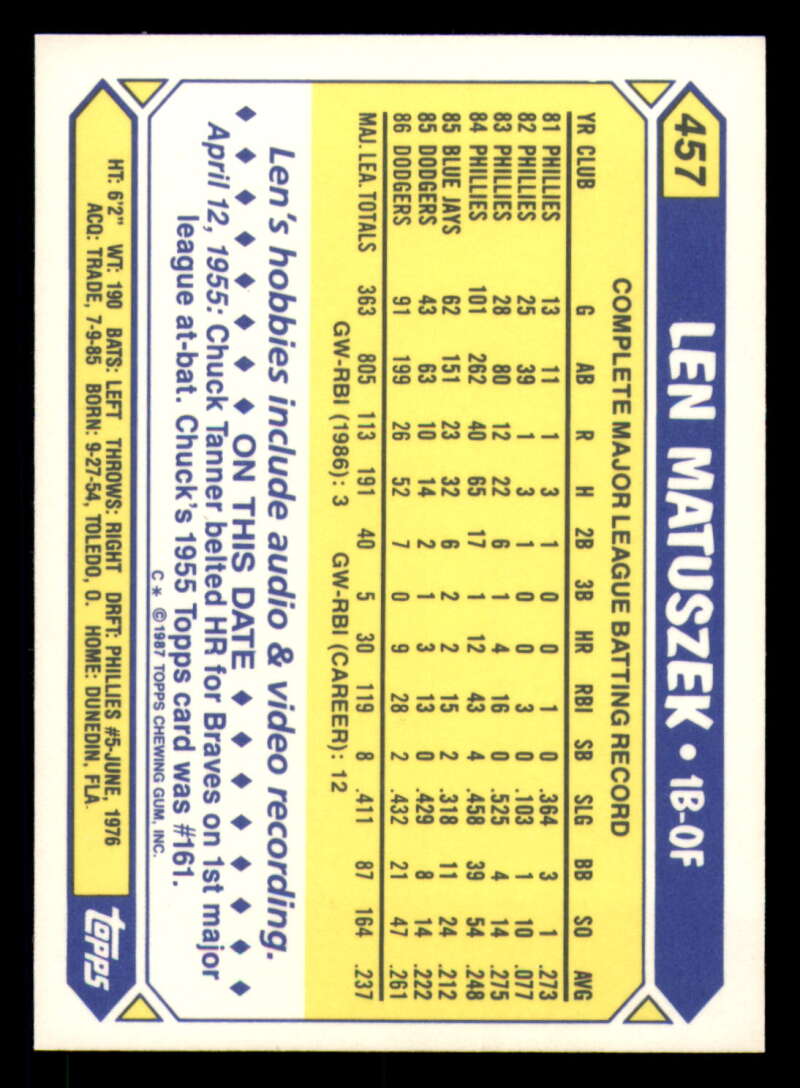 457
LEN MATUSZEK • 1B-OF
COMPLETE MAJOR LEAGUE BATTING RECORD
YR CLUB G AB R H 2B 3B HR RBI SB SLG BB SO AVG
81 PHILLIES 13 11 1 3 1 0 0 1 0 .364 3 1 .273
82 PHILLIES 25 39 1 3 1 0 0 3 0 .103 1 10 .077
83 PHILLIES 28 80 12 22 6 1 4 16 0 .525 4 14 .275
84 PHILLIES 101 262 40 65 17 1 12 43 4 .458 39 54 .248
85 BLUE JAYS 62 151 23 32 6 2 2 15 2 .318 11 24 .212
85 DODGERS 43 63 10 14 2 1 3 13 0 .429 8 14 .222
86 DODGERS 91 199 26 52 7 0 9 28 2 .432 21 47 .261
MAJ. LEA. TOTALS 363 805 113 191 40 5 30 119 8 .411 87 164 .237
GW-RBI (1986): 3 GW-RBI (CAREER): 12
Len's hobbies include audio & video recording.
◆ ◆ ◆ ◆ ◆ ◆ ◆ ◆ ON THIS DATE ◆ ◆ ◆ ◆ ◆ ◆ ◆ ◆
April 12, 1955: Chuck Tanner belted HR for Braves on 1st major
league at-bat. Chuck's 1955 Topps card was #161.
C * ©1987 TOPPS CHEWING GUM, INC.
HT: 6'2" WT: 190 BATS: LEFT THROWS: RIGHT DRFT: PHILLIES #5-JUNE, 1976
ACQ: TRADE, 7-9-85 BORN: 9-27-54, TOLEDO, O. HOME: DUNEDIN, FLA.
topps